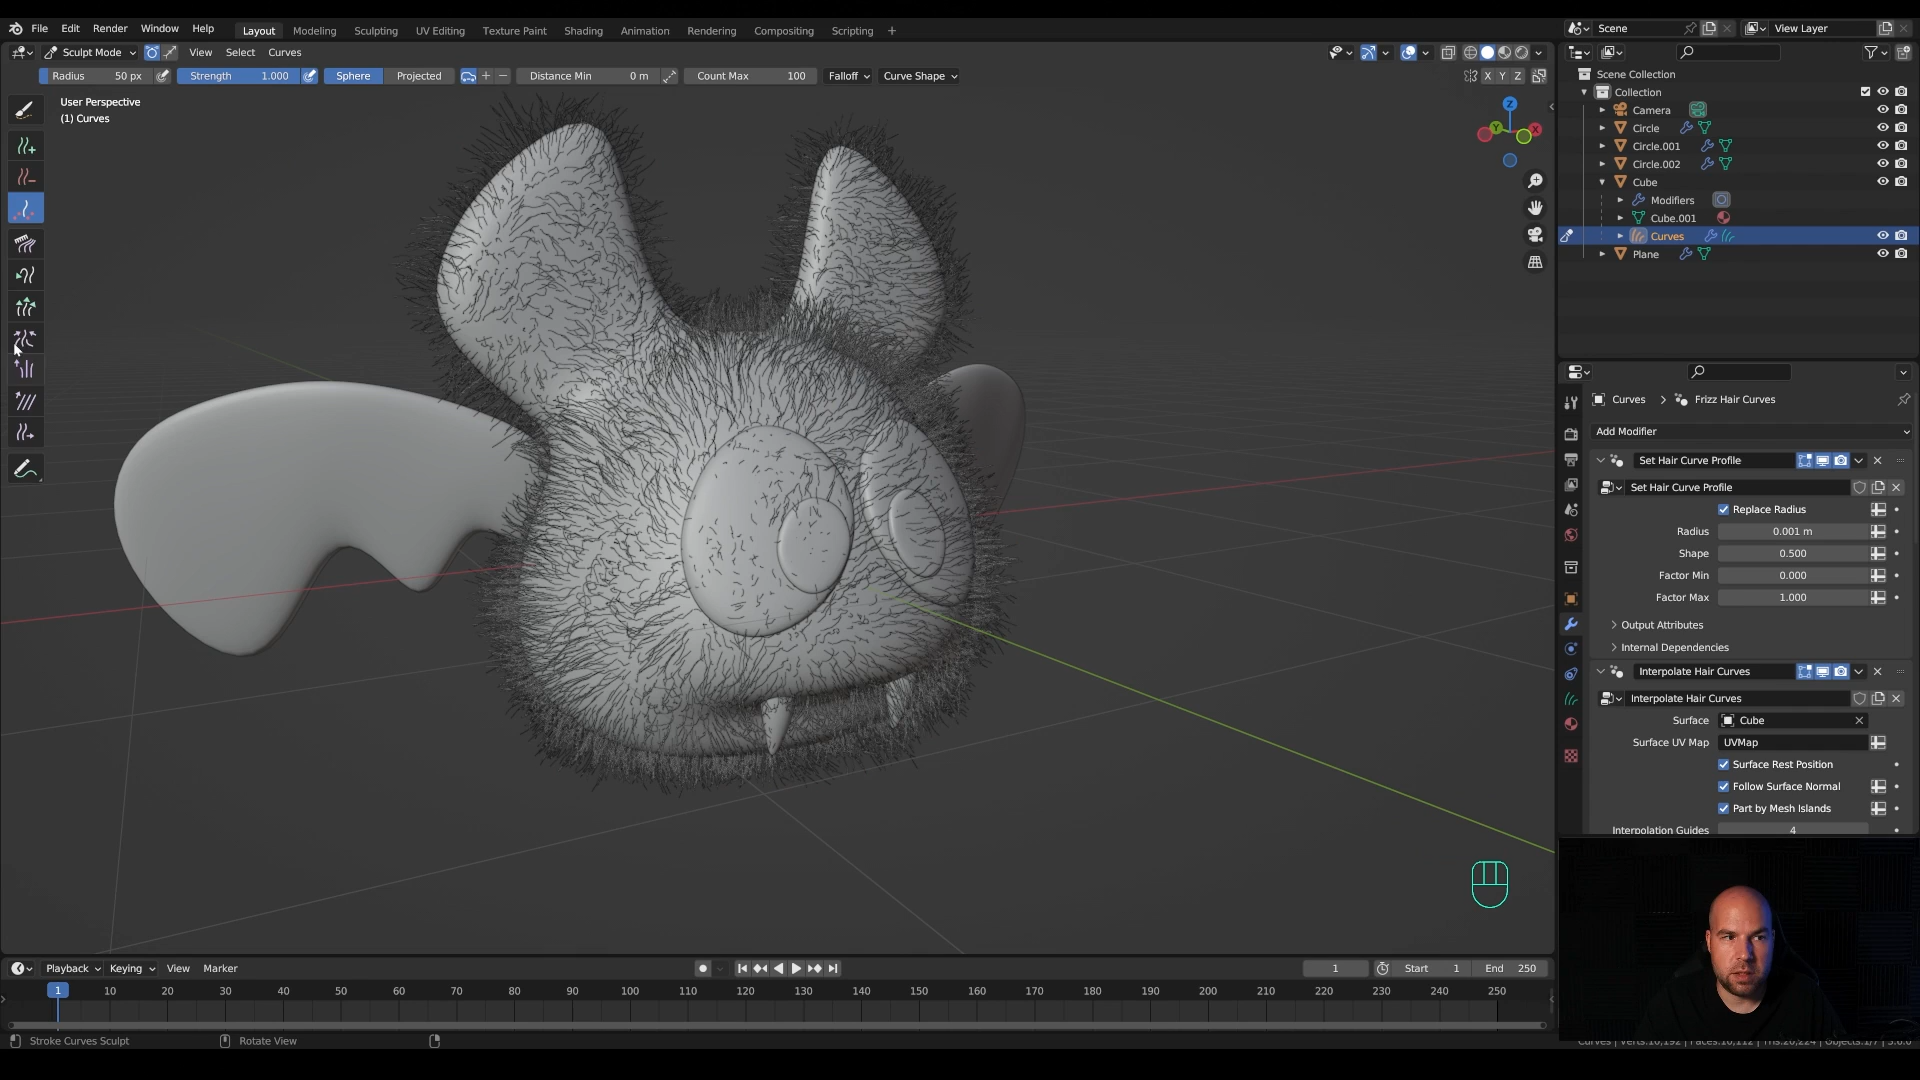 File Edit Render Window Help Layout Modeling Sculpting UV Editing Texture Paint Shading Animation Rendering Compositing Scripting + Scene View Layer
Sculpt Mode View Select Curves
Radius 50 px Strength 1.000 Sphere Projected Distance Min 0 m Count Max 100 Falloff Curve Shape X Y Z
User Perspective
(1) Curves
Z
Y
X
Scene Collection
Collection
Camera
Circle
Circle.001
Circle.002
Cube
Modifiers
Cube.001
Curves
Plane
Curves > Frizz Hair Curves
Add Modifier
Set Hair Curve Profile
Set Hair Curve Profile
Replace Radius
Radius 0.001 m
Shape 0.500
Factor Min 0.000
Factor Max 1.000
Output Attributes
Internal Dependencies
Interpolate Hair Curves
Interpolate Hair Curves
Surface Cube
Surface UV Map UVMap
Surface Rest Position
Follow Surface Normal
Part by Mesh Islands
Interpolation Guides 4
Playback Keying View Marker 1 Start 1 End 250
1 10 20 30 40 50 60 70 80 90 100 110 120 130 140 150 160 170 180 190 200 210 220 230 240 250
Stroke Curves Sculpt Rotate View